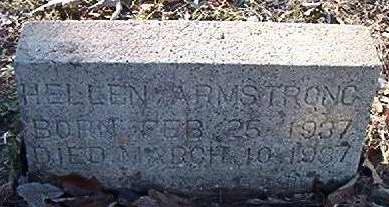 HELLEN ARMSTRONG
BORN FEB. 25 1937
DIED MARCH 10 1937